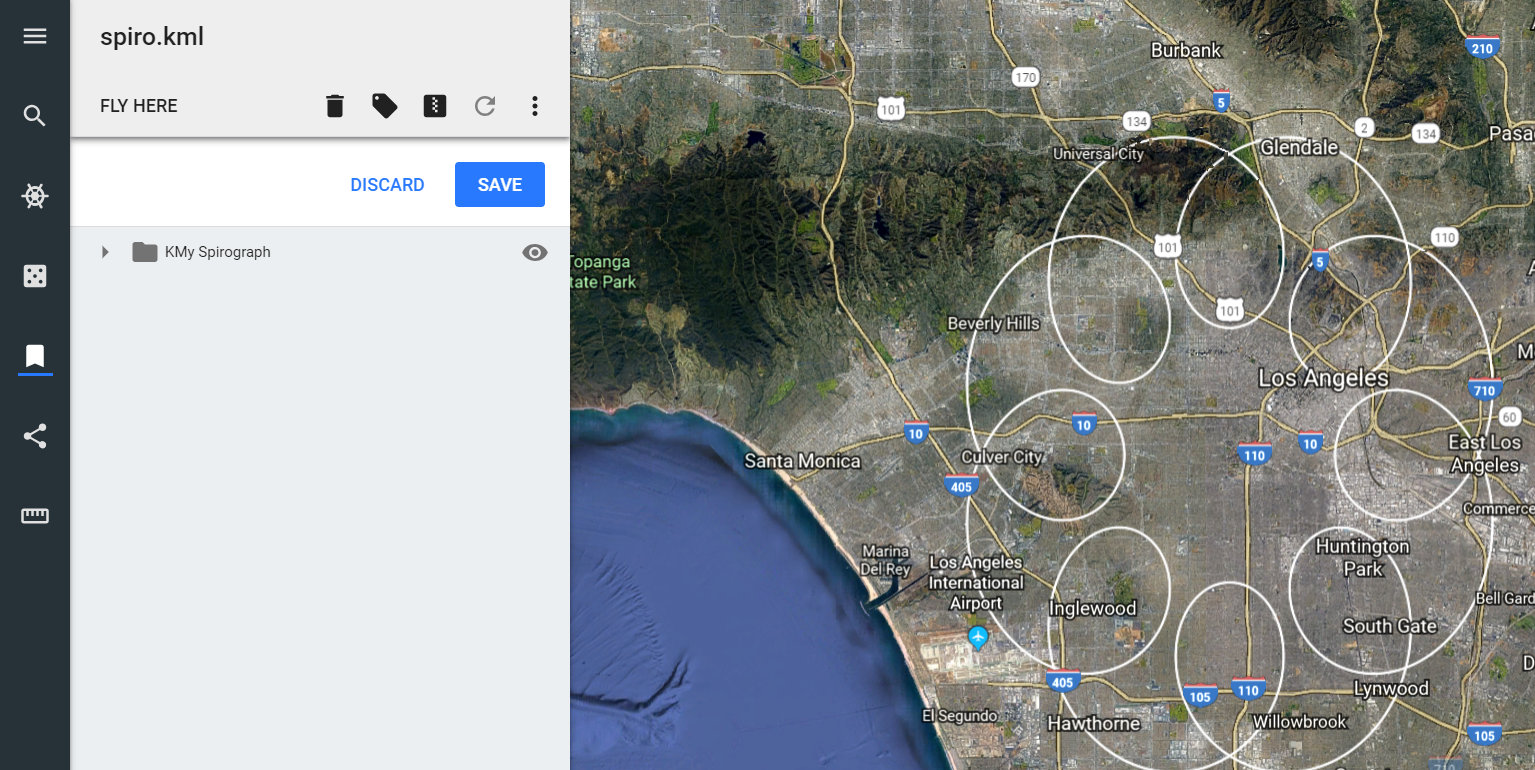 spiro.kml
FLY HERE
DISCARD
SAVE
KMy Spirograph
Burbank
210
170
101
5
134
2
134
Pasa
Universal City
Glendale
110
101
5
Topanga
tate Park
101
Beverly Hills
Los Angeles
710
60
10
10
10
110
East Los
Angeles
Culver City
Santa Monica
405
Commerce
Marina
Del Rey
Los Angeles
International
Airport
Huntington
Park
Inglewood
Bell Gard
South Gate
405
105
110
Lynwood
El Segundo
Hawthorne
Willowbrook
105
710